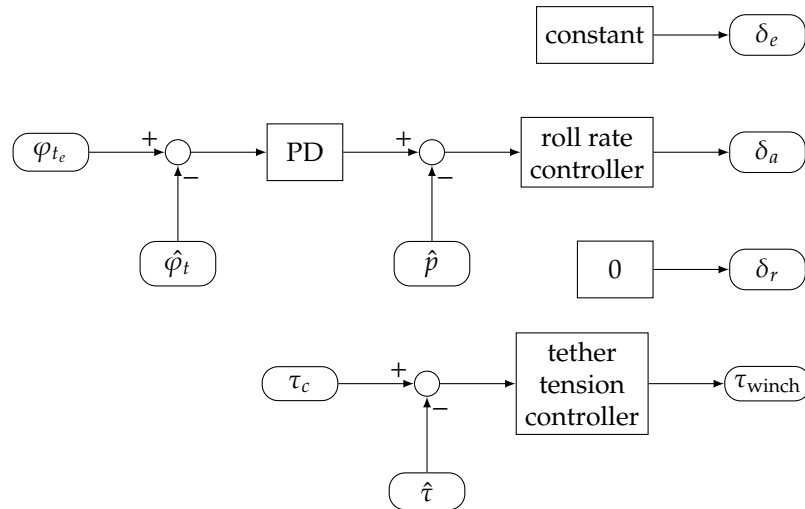 constant δ_e
φ_{t_e} + − PD + − roll rate controller δ_a
φ̂_t p̂ 0 δ_r
τ_c + − tether tension controller τ_winch
τ̂